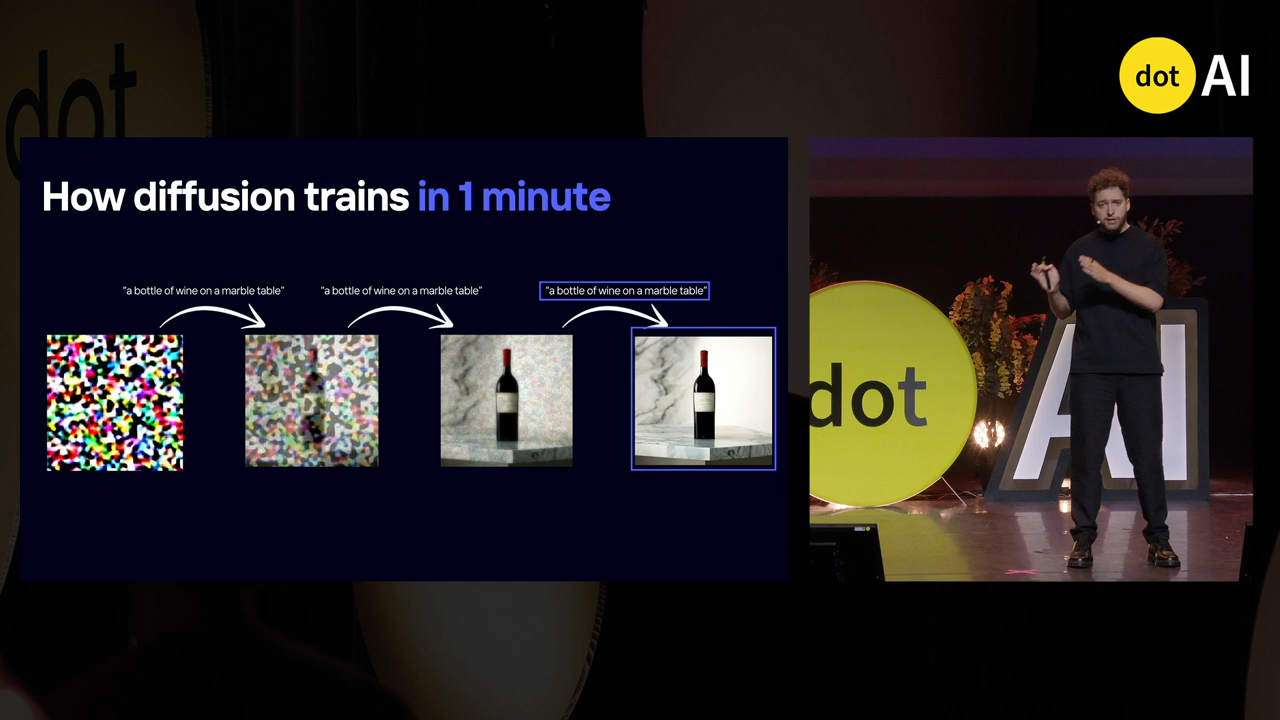 dot
dot AI
How diffusion trains in 1 minute
"a bottle of wine on a marble table"
"a bottle of wine on a marble table"
"a bottle of wine on a marble table"
dot
AI